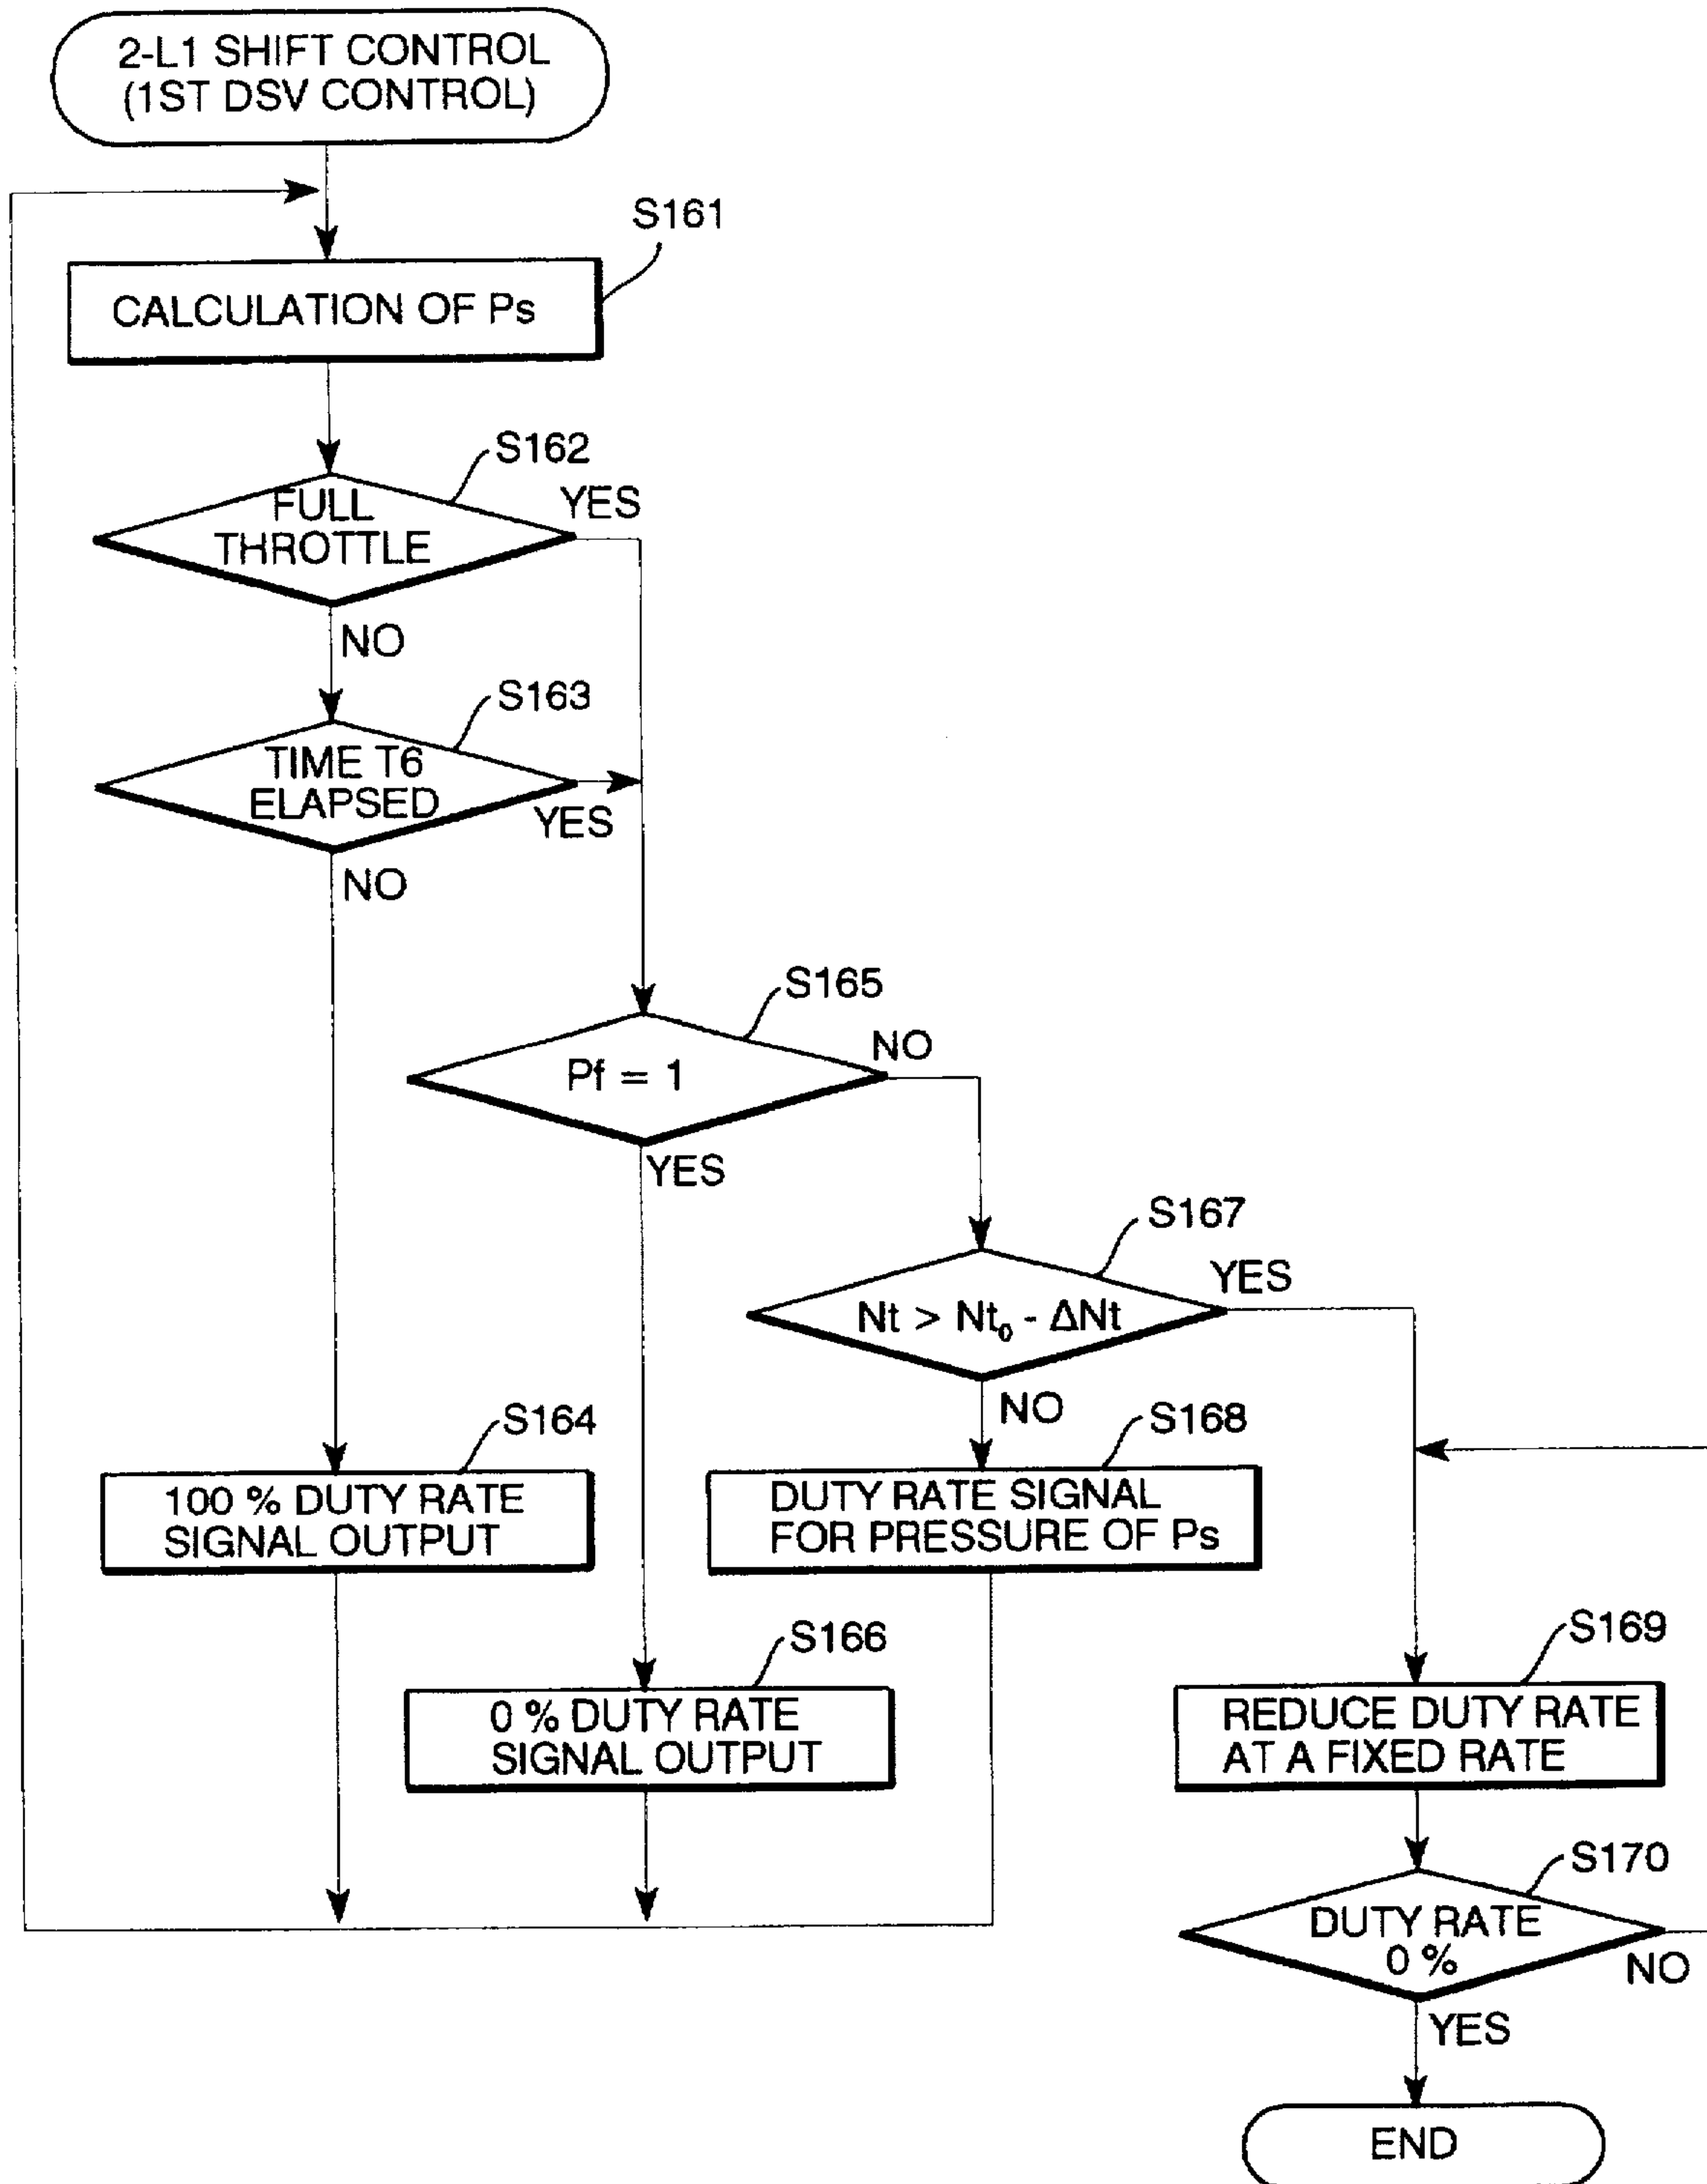 2-L1 SHIFT CONTROL
(1ST DSV CONTROL)
S161
CALCULATION OF Ps
S162
FULL
THROTTLE
YES
NO
S163
TIME T6
ELAPSED
YES
NO
S165
Pf = 1
NO
YES
S167
Nt > Nt₀ - ΔNt
YES
NO
S164
100 % DUTY RATE
SIGNAL OUTPUT
S168
DUTY RATE SIGNAL
FOR PRESSURE OF Ps
S166
0 % DUTY RATE
SIGNAL OUTPUT
S169
REDUCE DUTY RATE
AT A FIXED RATE
S170
DUTY RATE
0 %
NO
YES
END